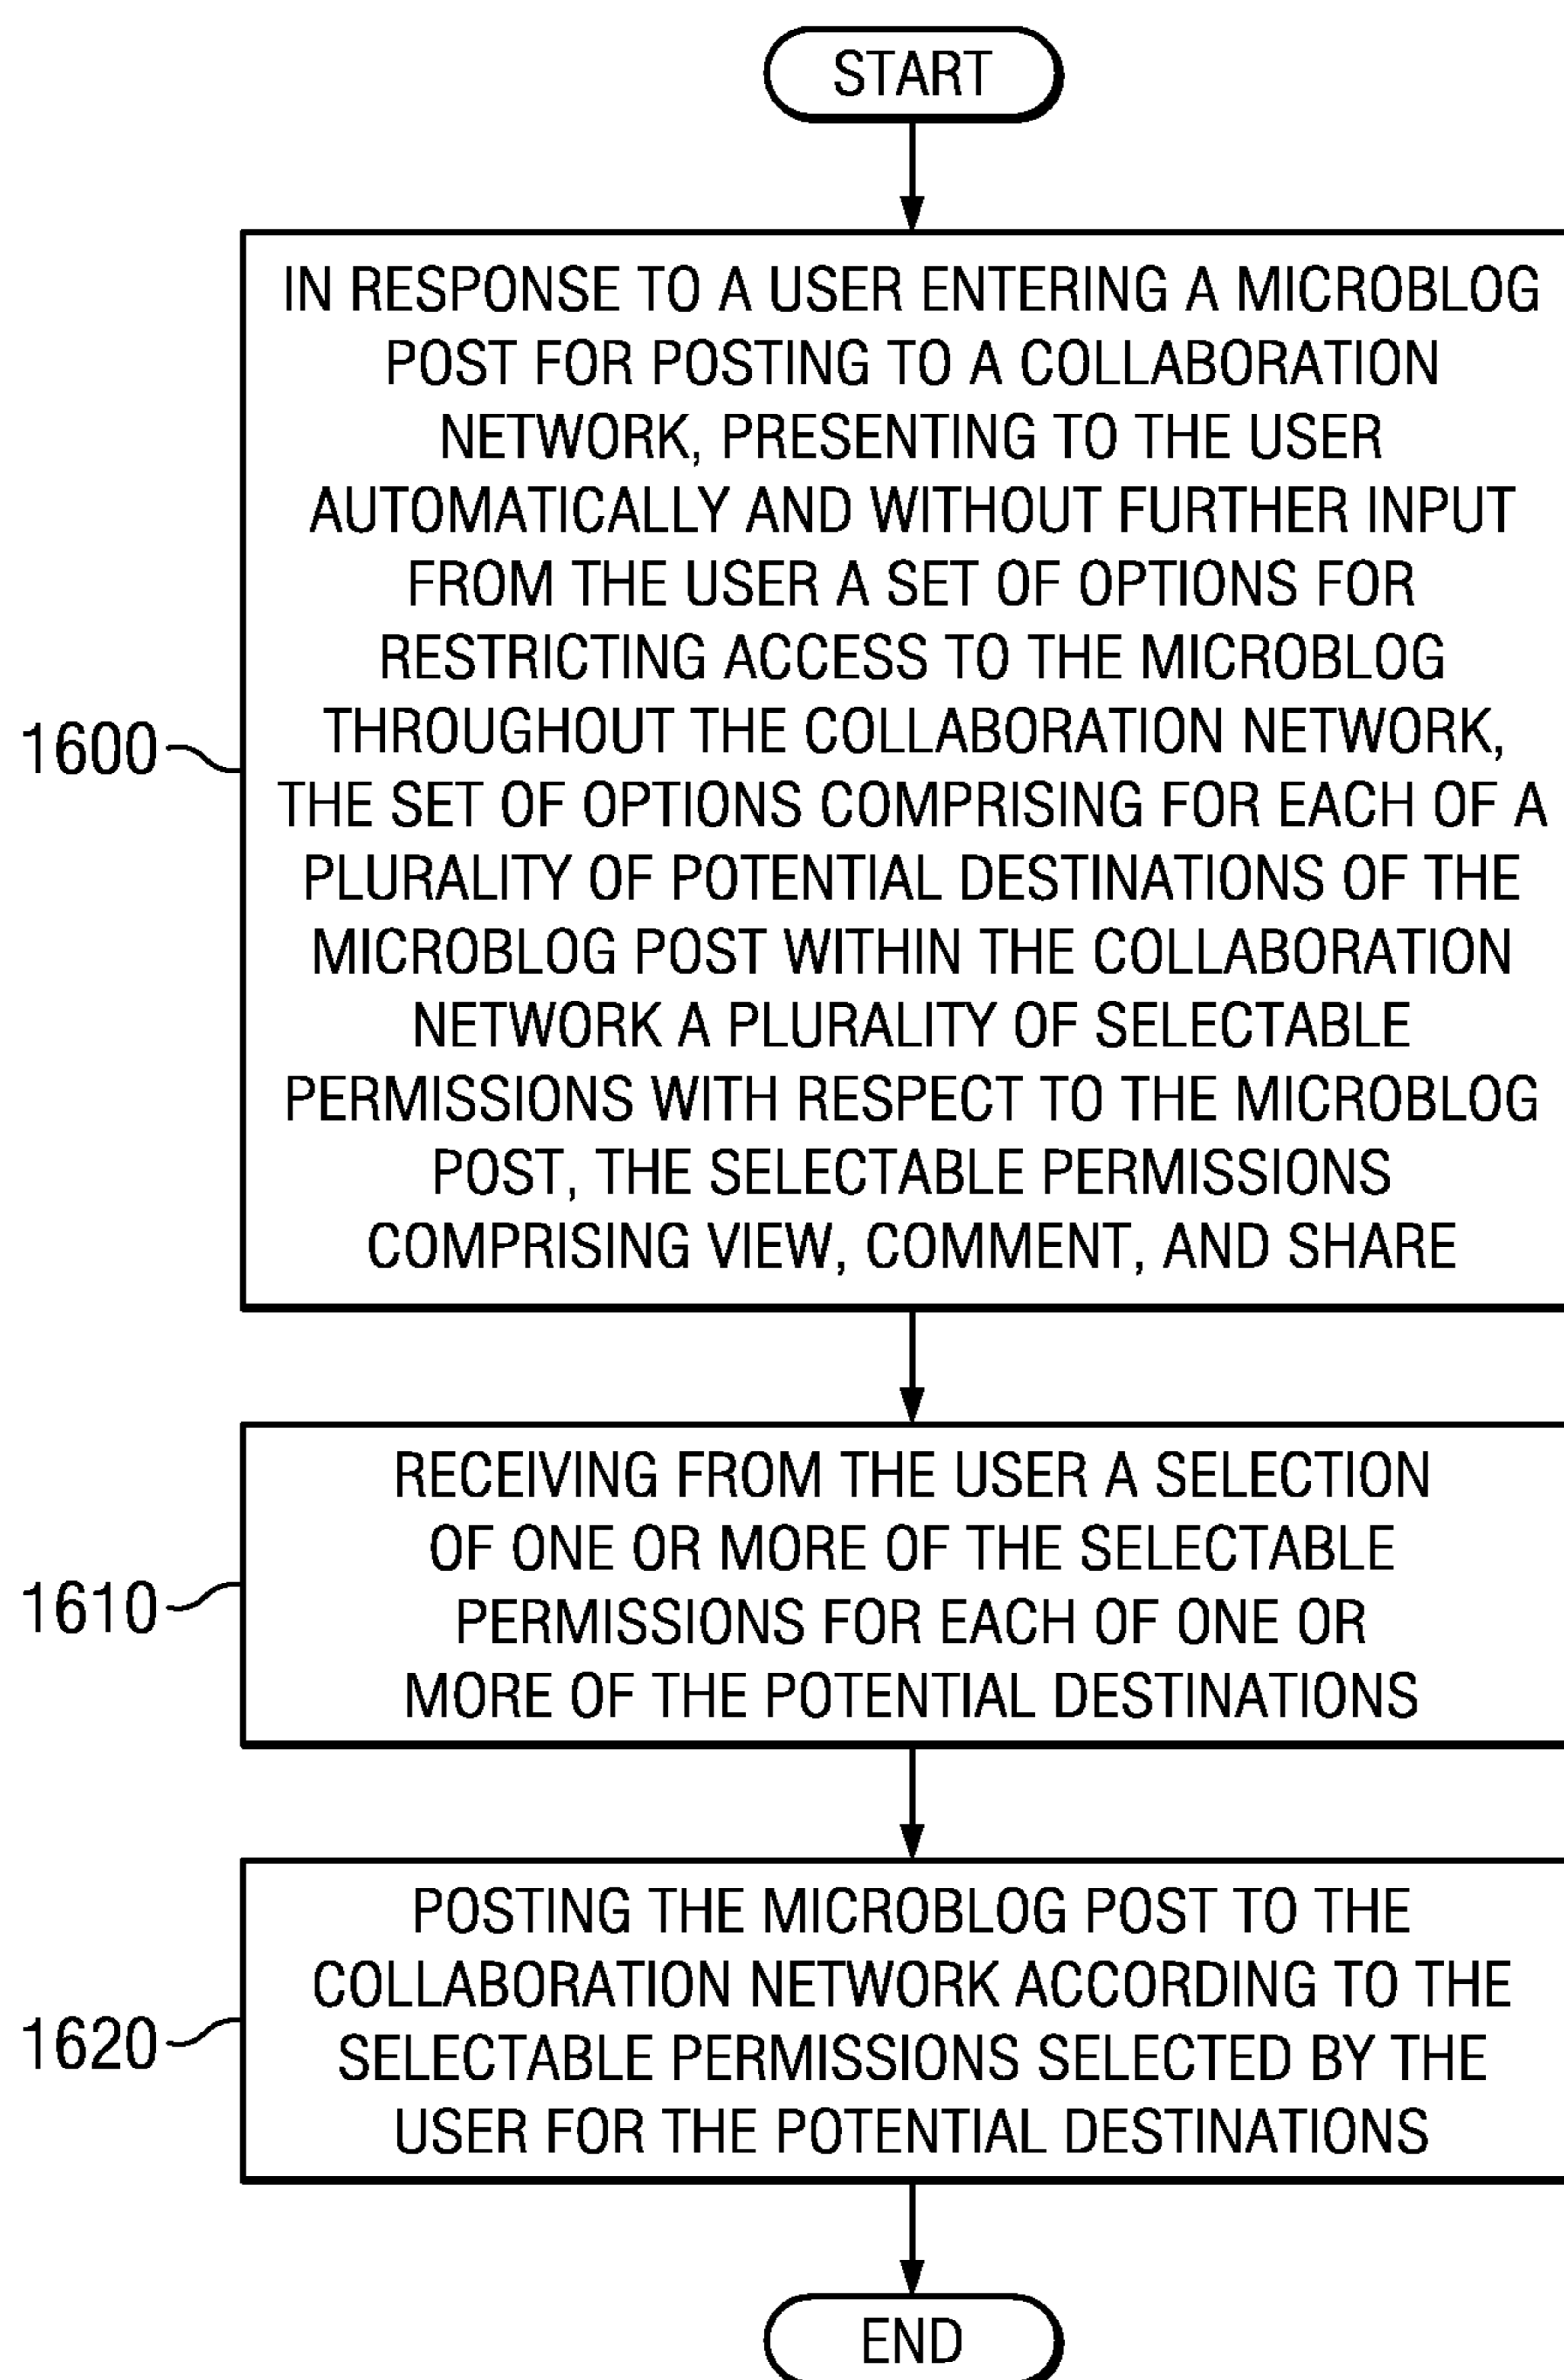 START
IN RESPONSE TO A USER ENTERING A MICROBLOG
POST FOR POSTING TO A COLLABORATION
NETWORK, PRESENTING TO THE USER
AUTOMATICALLY AND WITHOUT FURTHER INPUT
FROM THE USER A SET OF OPTIONS FOR
RESTRICTING ACCESS TO THE MICROBLOG
THROUGHOUT THE COLLABORATION NETWORK,
THE SET OF OPTIONS COMPRISING FOR EACH OF A
PLURALITY OF POTENTIAL DESTINATIONS OF THE
MICROBLOG POST WITHIN THE COLLABORATION
NETWORK A PLURALITY OF SELECTABLE
PERMISSIONS WITH RESPECT TO THE MICROBLOG
POST, THE SELECTABLE PERMISSIONS
COMPRISING VIEW, COMMENT, AND SHARE
1600
RECEIVING FROM THE USER A SELECTION
OF ONE OR MORE OF THE SELECTABLE
PERMISSIONS FOR EACH OF ONE OR
MORE OF THE POTENTIAL DESTINATIONS
1610
POSTING THE MICROBLOG POST TO THE
COLLABORATION NETWORK ACCORDING TO THE
SELECTABLE PERMISSIONS SELECTED BY THE
USER FOR THE POTENTIAL DESTINATIONS
1620
END